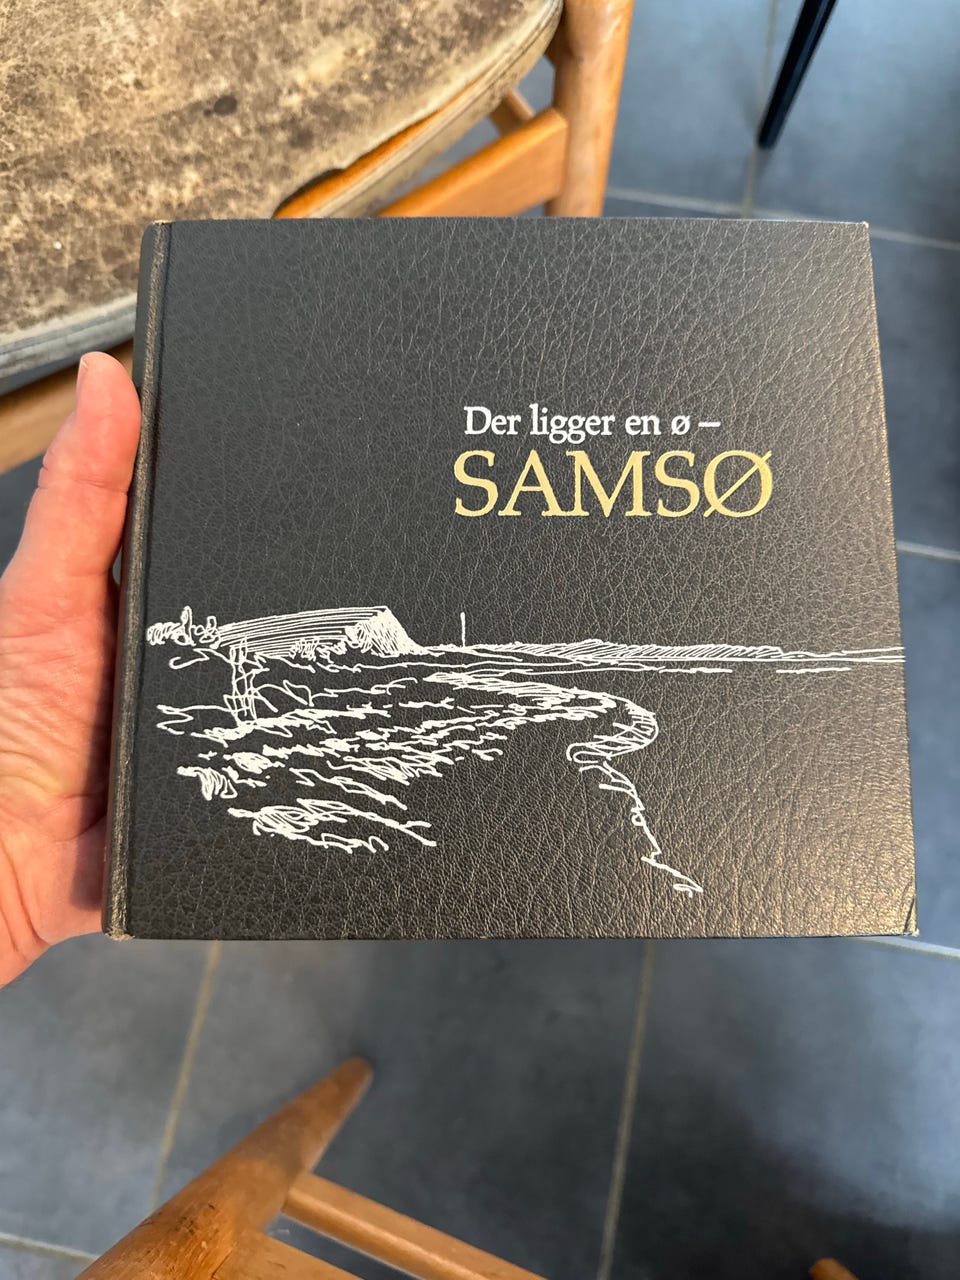 Der ligger en ø –
SAMSØ